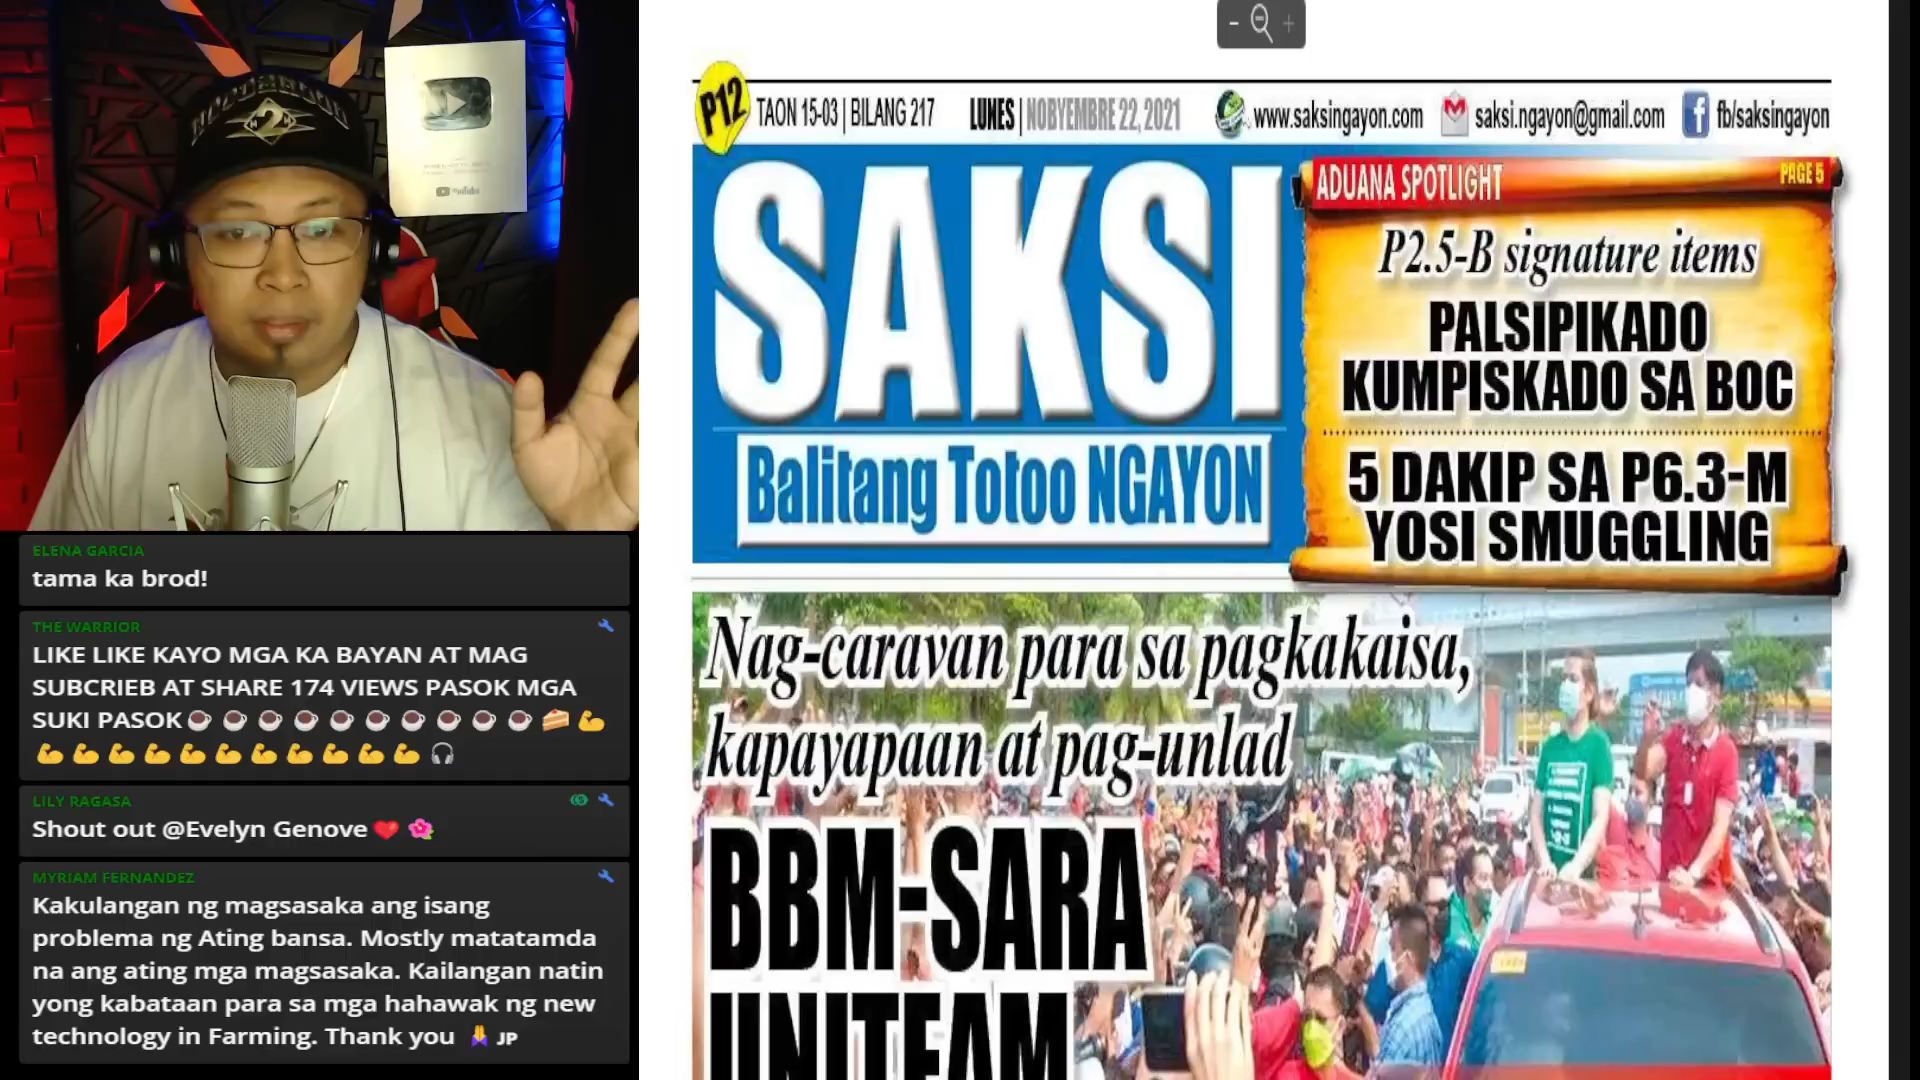 YouTube
ELENA GARCIA
tama ka brod!
THE WARRIOR
LIKE LIKE KAYO MGA KA BAYAN AT MAG
SUBCRIEB AT SHARE 174 VIEWS PASOK MGA
SUKI PASOK☕☕☕☕☕☕☕☕☕☕🍰💪
💪💪💪💪💪💪💪💪💪💪💪🎧
LILY RAGASA
Shout out @Evelyn Genove❤️🌺
MYRIAM FERNANDEZ
Kakulangan ng magsasaka ang isang
problema ng Ating bansa. Mostly matatamda
na ang ating mga magsasaka. Kailangan natin
yong kabataan para sa mga hahawak ng new
technology in Farming. Thank you 🙏 JP
P12
TAON 15-03 | BILANG 217 LUNES | NOBYEMBRE 22, 2021 www.saksingayon.com saksi.ngayon@gmail.com fb/saksingayon
SAKSI
Balitang Totoo NGAYON
ADUANA SPOTLIGHT PAGE 5
P2.5-B signature items
PALSIPIKADO
KUMPISKADO SA BOC
5 DAKIP SA P6.3-M
YOSI SMUGGLING
Nag-caravan para sa pagkakaisa,
kapayapaan at pag-unlad
BBM-SARA
UNITEAM